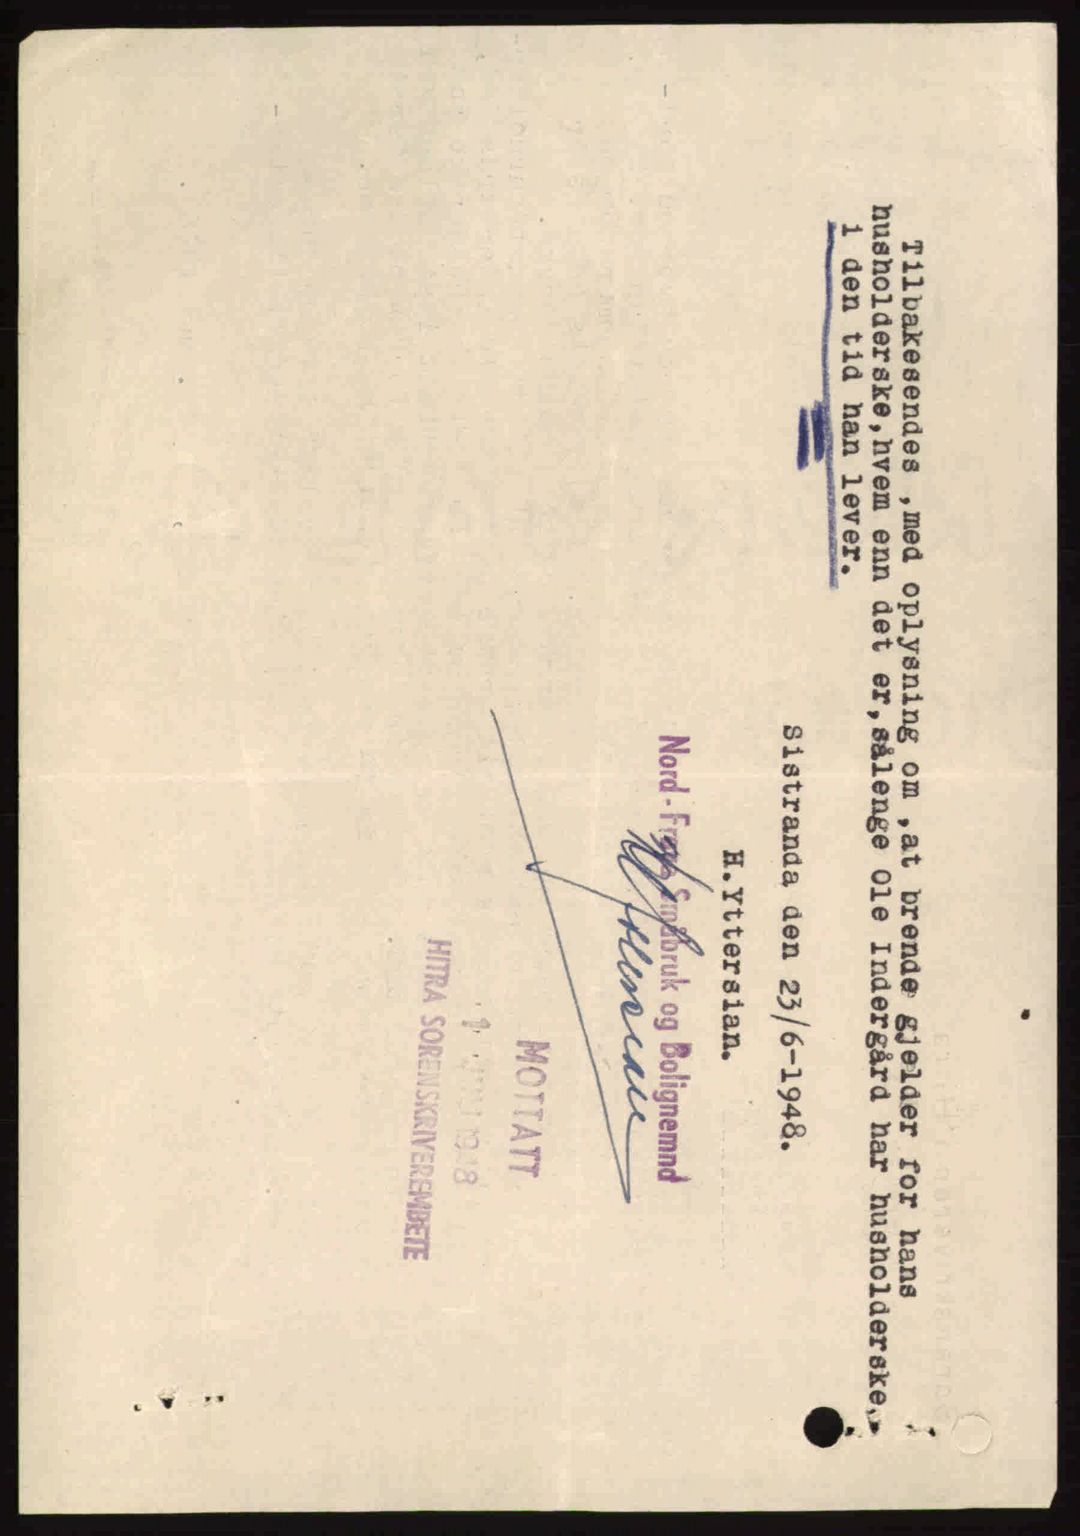 Tilbakesendes ,med oplysning om ,at brende gjelder for hans
husholderske,hvem enn det er,sålenge Ole Indergård har husholderske,
i den tid han lever.
Sistranda den 23/6-1948.
H.Yttersian.
Nord-Frøya Småbruk og Bolignemnd
MOTTATT
1948
HITRA SORENSKRIVEREMBETE